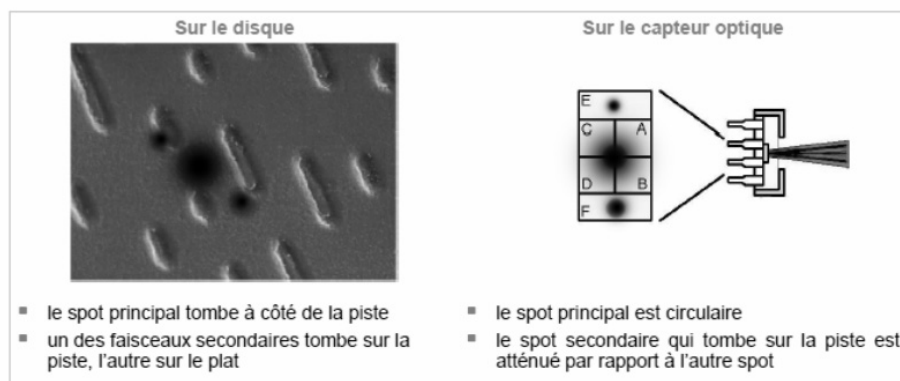 Sur le disque
Sur le capteur optique
E
C A
D B
F
le spot principal tombe à côté de la piste
un des faisceaux secondaires tombe sur la
piste, l'autre sur le plat
le spot principal est circulaire
le spot secondaire qui tombe sur la piste est
atténué par rapport à l'autre spot